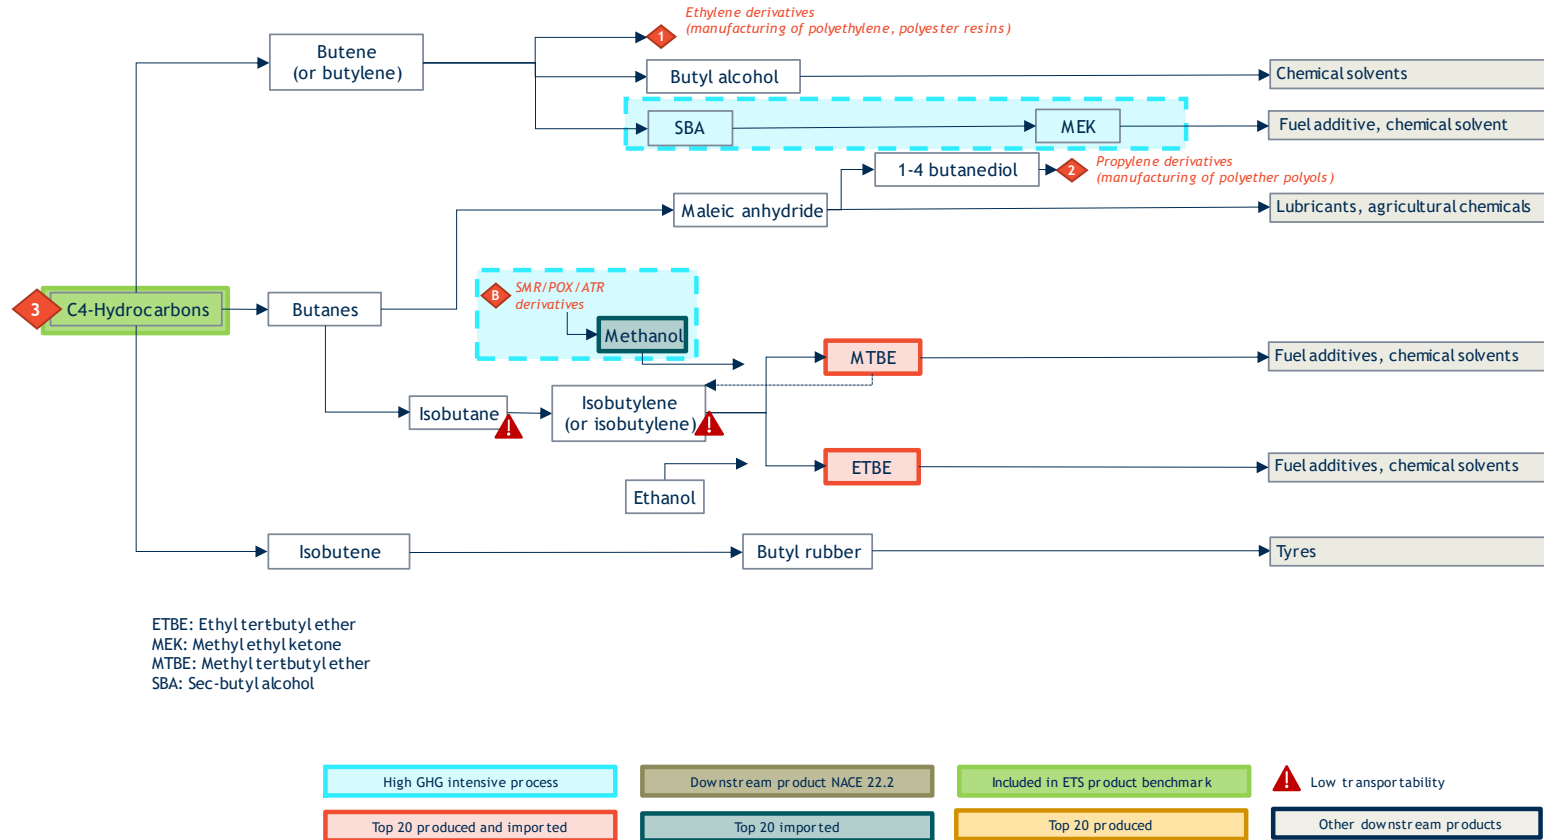 Ethylene derivatives
(manufacturing of polyethylene, polyester resins)
1
Butene
(or butylene)
Butyl alcohol
Chemical solvents
SBA
MEK
Fuel additive, chemical solvent
1-4 butanediol
2
Propylene derivatives
(manufacturing of polyether polyols)
Maleic anhydride
Lubricants, agricultural chemicals
B
SMR/POX/ATR
derivatives
3
C4-Hydrocarbons
Butanes
Methanol
MTBE
Fuel additives, chemical solvents
Isobutane
!
Isobutylene
(or isobutylene)
!
ETBE
Fuel additives, chemical solvents
Ethanol
Isobutene
Butyl rubber
Tyres
ETBE: Ethyl tert-butyl ether
MEK: Methyl ethyl ketone
MTBE: Methyl tert-butyl ether
SBA: Sec-butyl alcohol
High GHG intensive process
Downstream product NACE 22.2
Included in ETS product benchmark
!
Low transportability
Top 20 produced and imported
Top 20 imported
Top 20 produced
Other downstream products